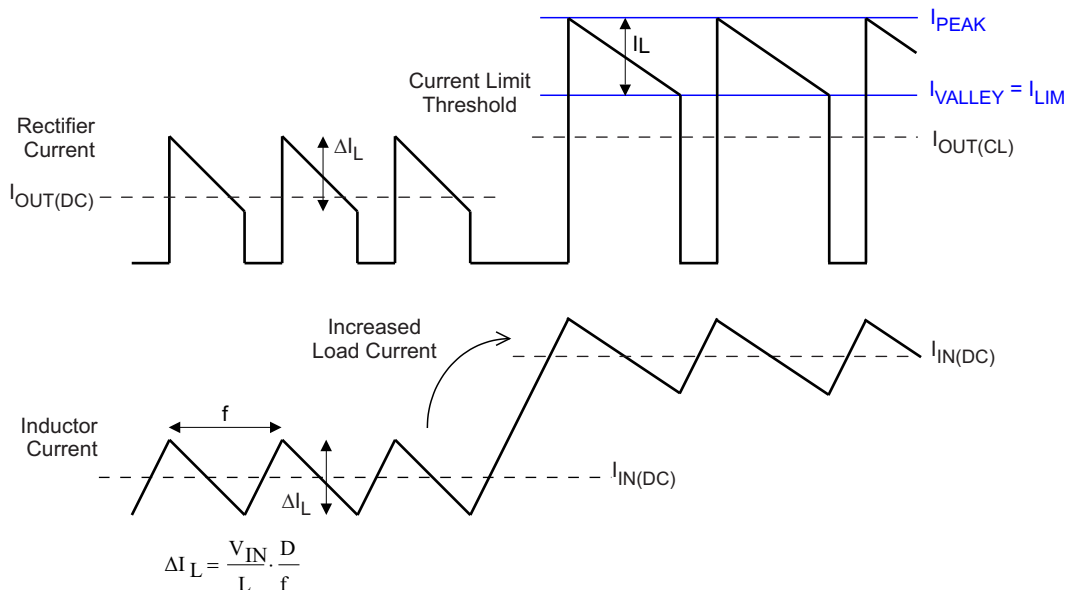 I_PEAK
I_L
Current Limit
Threshold
I_VALLEY = I_LIM
Rectifier
Current
ΔI_L
I_OUT(CL)
I_OUT(DC)
Increased
Load Current
I_IN(DC)
f
Inductor
Current
I_IN(DC)
ΔI_L
ΔI_L = V_IN/L · D/f